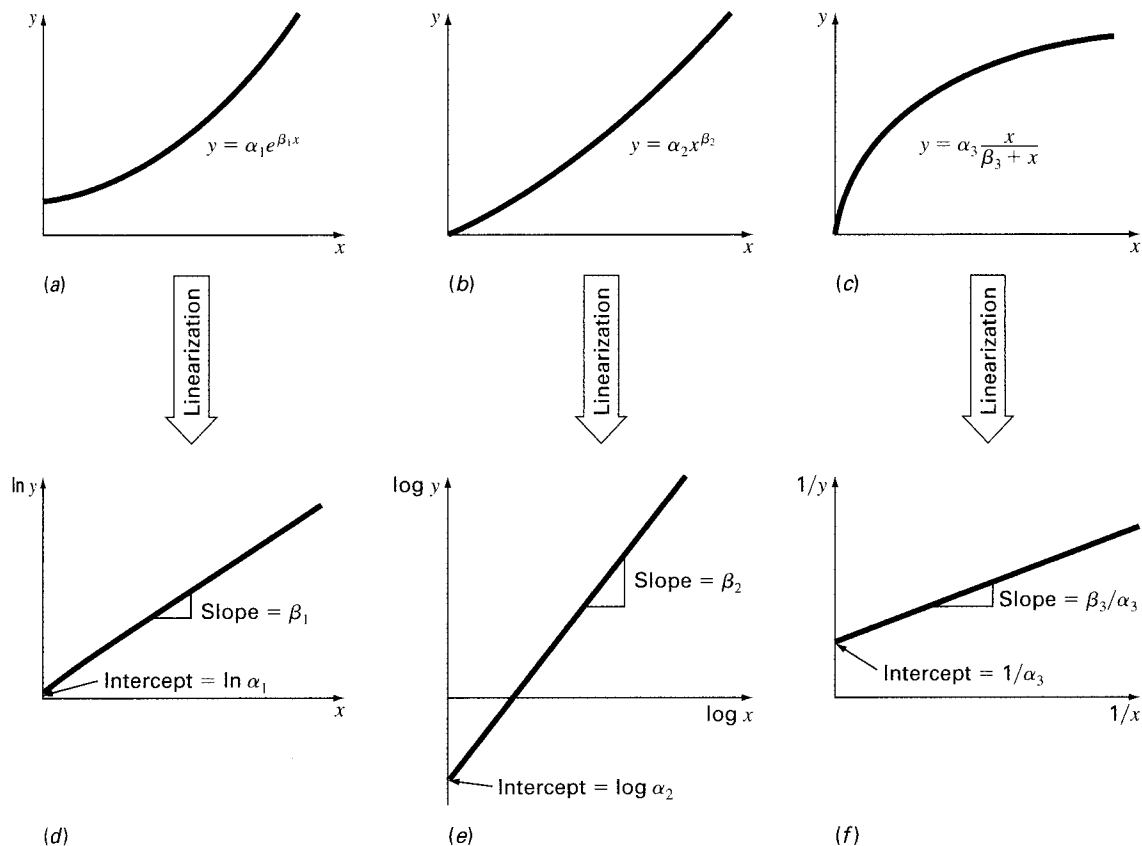 y
y = α₁e^{β₁x}
x
(a)
y
y = α₂x^{β₂}
x
(b)
y
y = α₃ x / (β₃ + x)
x
(c)
Linearization
Linearization
Linearization
ln y
Slope = β₁
Intercept = ln α₁
x
(d)
log y
Slope = β₂
log x
Intercept = log α₂
(e)
1/y
Slope = β₃/α₃
Intercept = 1/α₃
1/x
(f)